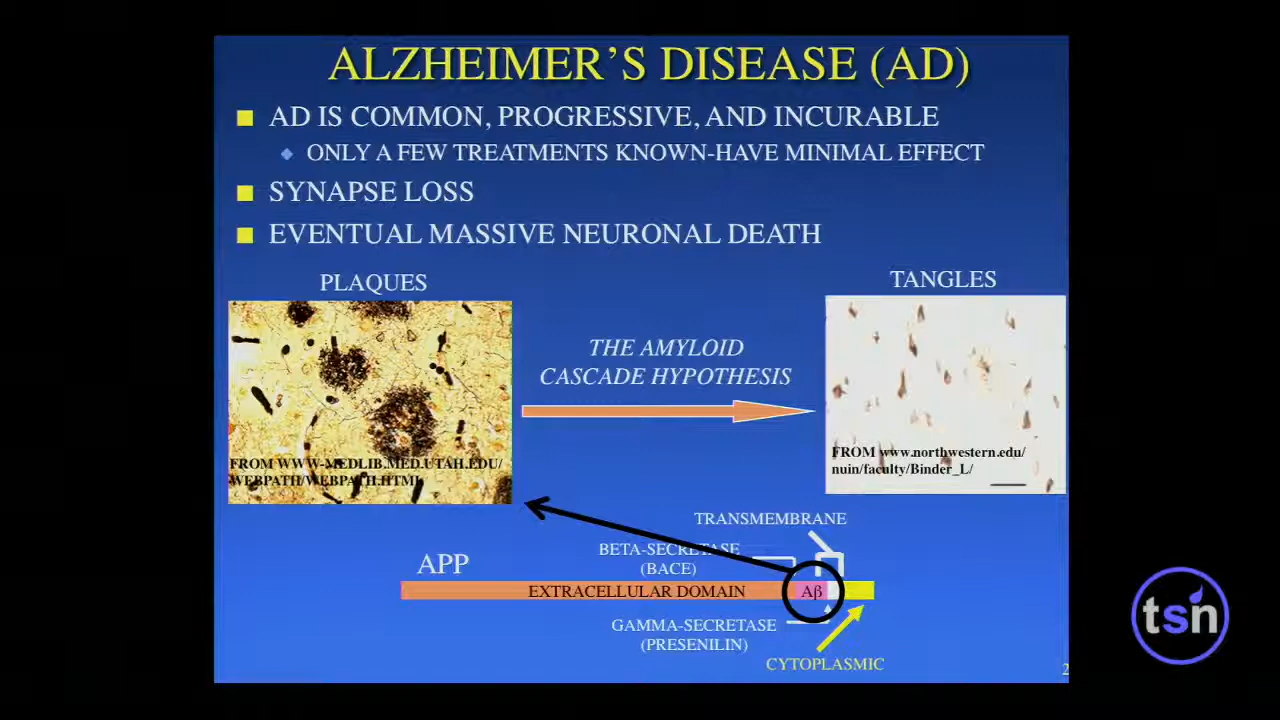 ALZHEIMER'S DISEASE (AD)
AD IS COMMON, PROGRESSIVE, AND INCURABLE
ONLY A FEW TREATMENTS KNOWN-HAVE MINIMAL EFFECT
SYNAPSE LOSS
EVENTUAL MASSIVE NEURONAL DEATH
PLAQUES
TANGLES
THE AMYLOID
CASCADE HYPOTHESIS
FROM WWW-MEDLIB.MED.UTAH.EDU/
WEBPATH/WEBPATH.HTML
FROM www.northwestern.edu/
nuin/faculty/Binder_L/
TRANSMEMBRANE
BETA-SECRETASE
(BACE)
APP
EXTRACELLULAR DOMAIN
Aβ
GAMMA-SECRETASE
(PRESENILIN)
CYTOPLASMIC
2
tsn